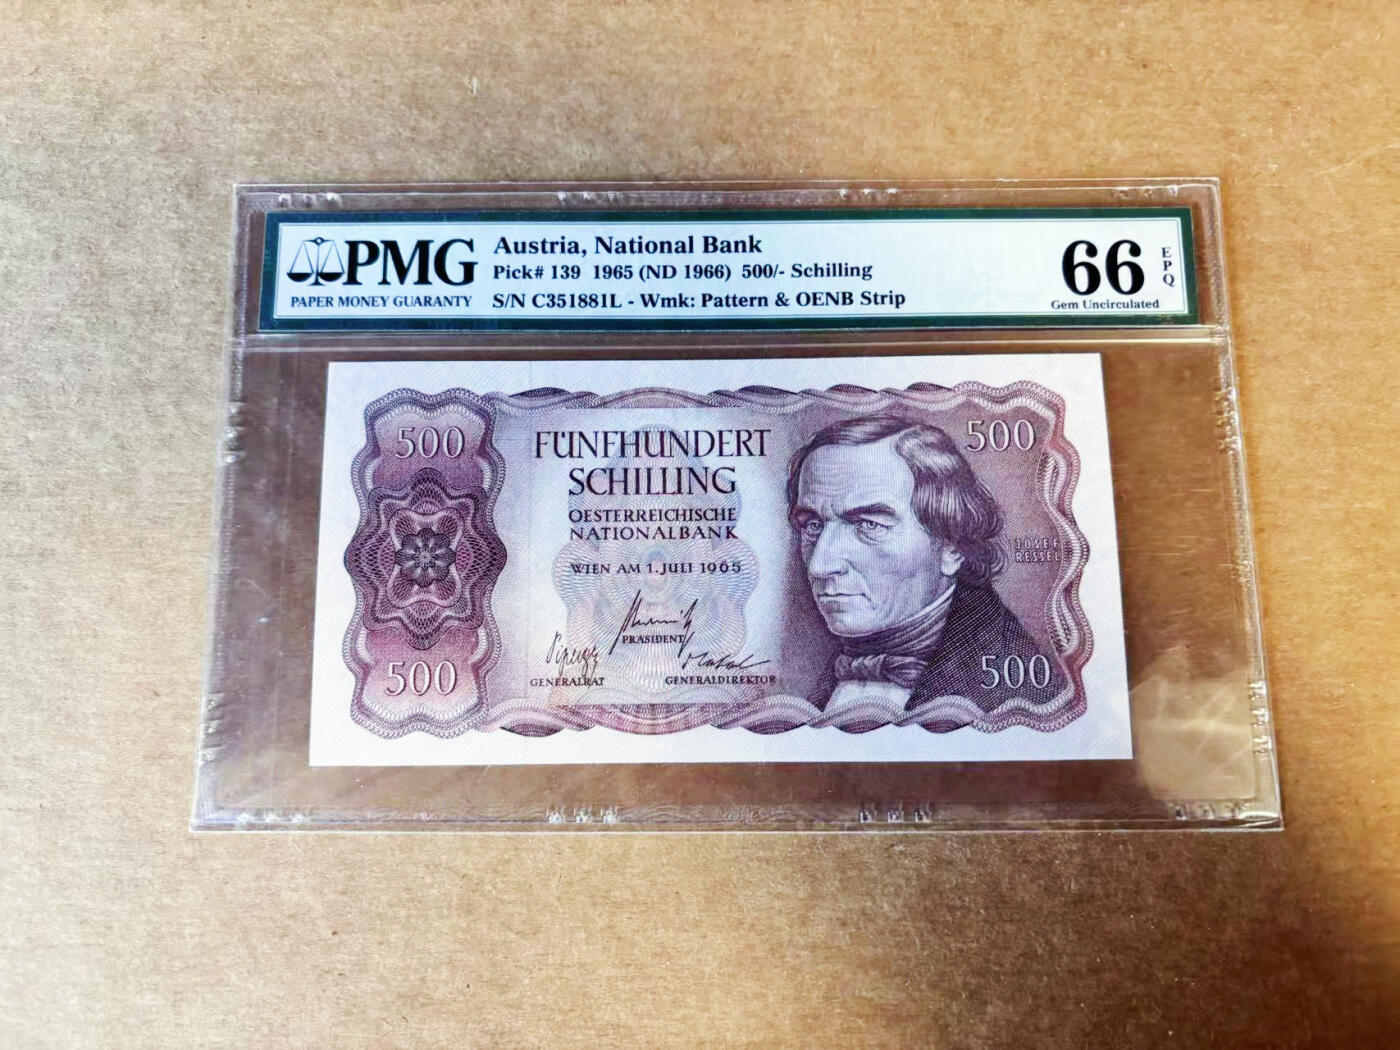 PMG
PAPER MONEY GUARANTY
Austria, National Bank
Pick# 139 1965 (ND 1966) 500/- Schilling
S/N C351881L - Wmk: Pattern & OENB Strip
66
EPQ
Gem Uncirculated
500
500
FÜNFHUNDERT
SCHILLING
OESTERREICHISCHE
NATIONALBANK
WIEN AM 1. JULI 1965
JOSEF
RESSEL
PRÄSIDENT
GENERALRAT
GENERALDIREKTOR
500
500